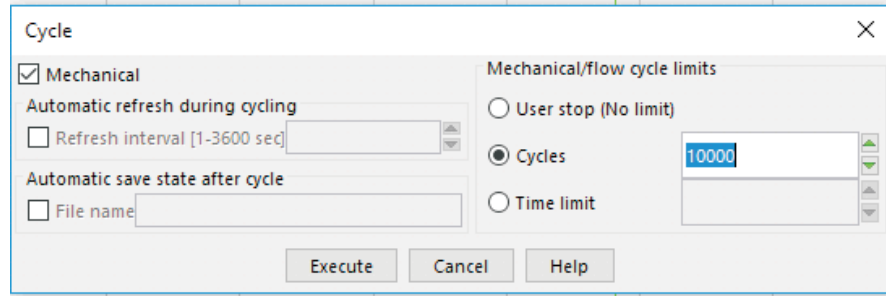 Cycle
Mechanical
Automatic refresh during cycling
Refresh interval [1-3600 sec]
Automatic save state after cycle
File name
Mechanical/flow cycle limits
User stop (No limit)
Cycles 10000
Time limit
Execute Cancel Help